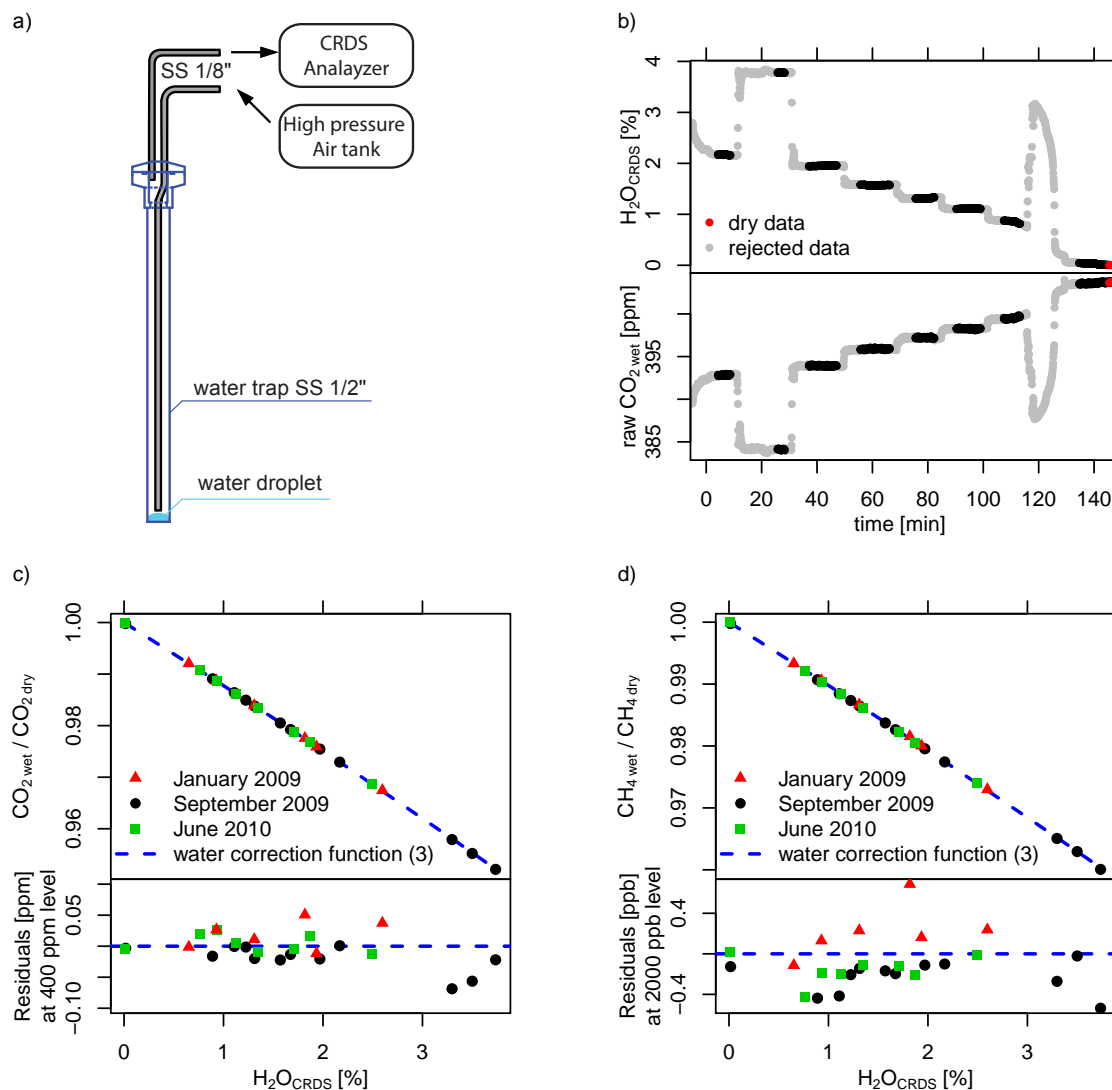 a)
CRDS
Analayzer
SS 1/8"
High pressure
Air tank
water trap SS 1/2"
water droplet
b)
H2OCRDS [%]
0 1 2 3 4
dry data
rejected data
raw CO2 wet [ppm]
385 395
0 20 40 60 80 100 120 140
time [min]
c)
CO2 wet / CO2 dry
0.96 0.98 1.00
January 2009
September 2009
June 2010
water correction function (3)
Residuals [ppm]
at 400 ppm level
−0.10 0.05
0 1 2 3
H2OCRDS [%]
d)
CH4 wet / CH4 dry
0.97 0.98 0.99 1.00
January 2009
September 2009
June 2010
water correction function (3)
Residuals [ppb]
at 2000 ppb level
−0.4 0.4
0 1 2 3
H2OCRDS [%]